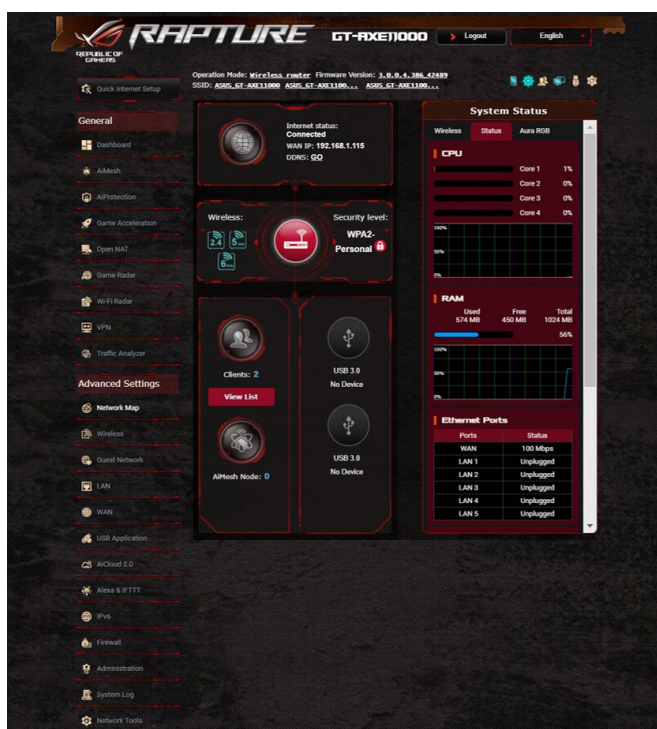 REPUBLIC OF
GAMERS
RAPTURE
GT-AXE11000
Logout
English
Quick Internet Setup
Operation Mode: Wireless router Firmware Version: 3.0.0.4.386_42489
SSID: ASUS_GT-AXE11000 ASUS_GT-AXE1100... ASUS_GT-AXE1100...
General
Dashboard
AiMesh
AiProtection
Game Acceleration
Open NAT
Game Radar
Wi-Fi Radar
VPN
Traffic Analyzer
Advanced Settings
Network Map
Wireless
Guest Network
LAN
WAN
USB Application
AiCloud 2.0
Alexa & IFTTT
IPv6
Firewall
Administration
System Log
Network Tools
Internet status:
Connected
WAN IP: 192.168.1.115
DDNS: GO
Wireless:
2.4
5
6
Security level:
WPA2-
Personal
Clients: 2
View List
AiMesh Node: 0
USB 3.0
No Device
USB 3.0
No Device
System Status
Wireless Status Aura RGB
CPU
Core 1 1%
Core 2 0%
Core 3 0%
Core 4 0%
100%
50%
0%
RAM
Used Free Total
574 MB 450 MB 1024 MB
56%
100%
50%
0%
Ethernet Ports
Ports Status
WAN 100 Mbps
LAN 1 Unplugged
LAN 2 Unplugged
LAN 3 Unplugged
LAN 4 Unplugged
LAN 5 Unplugged